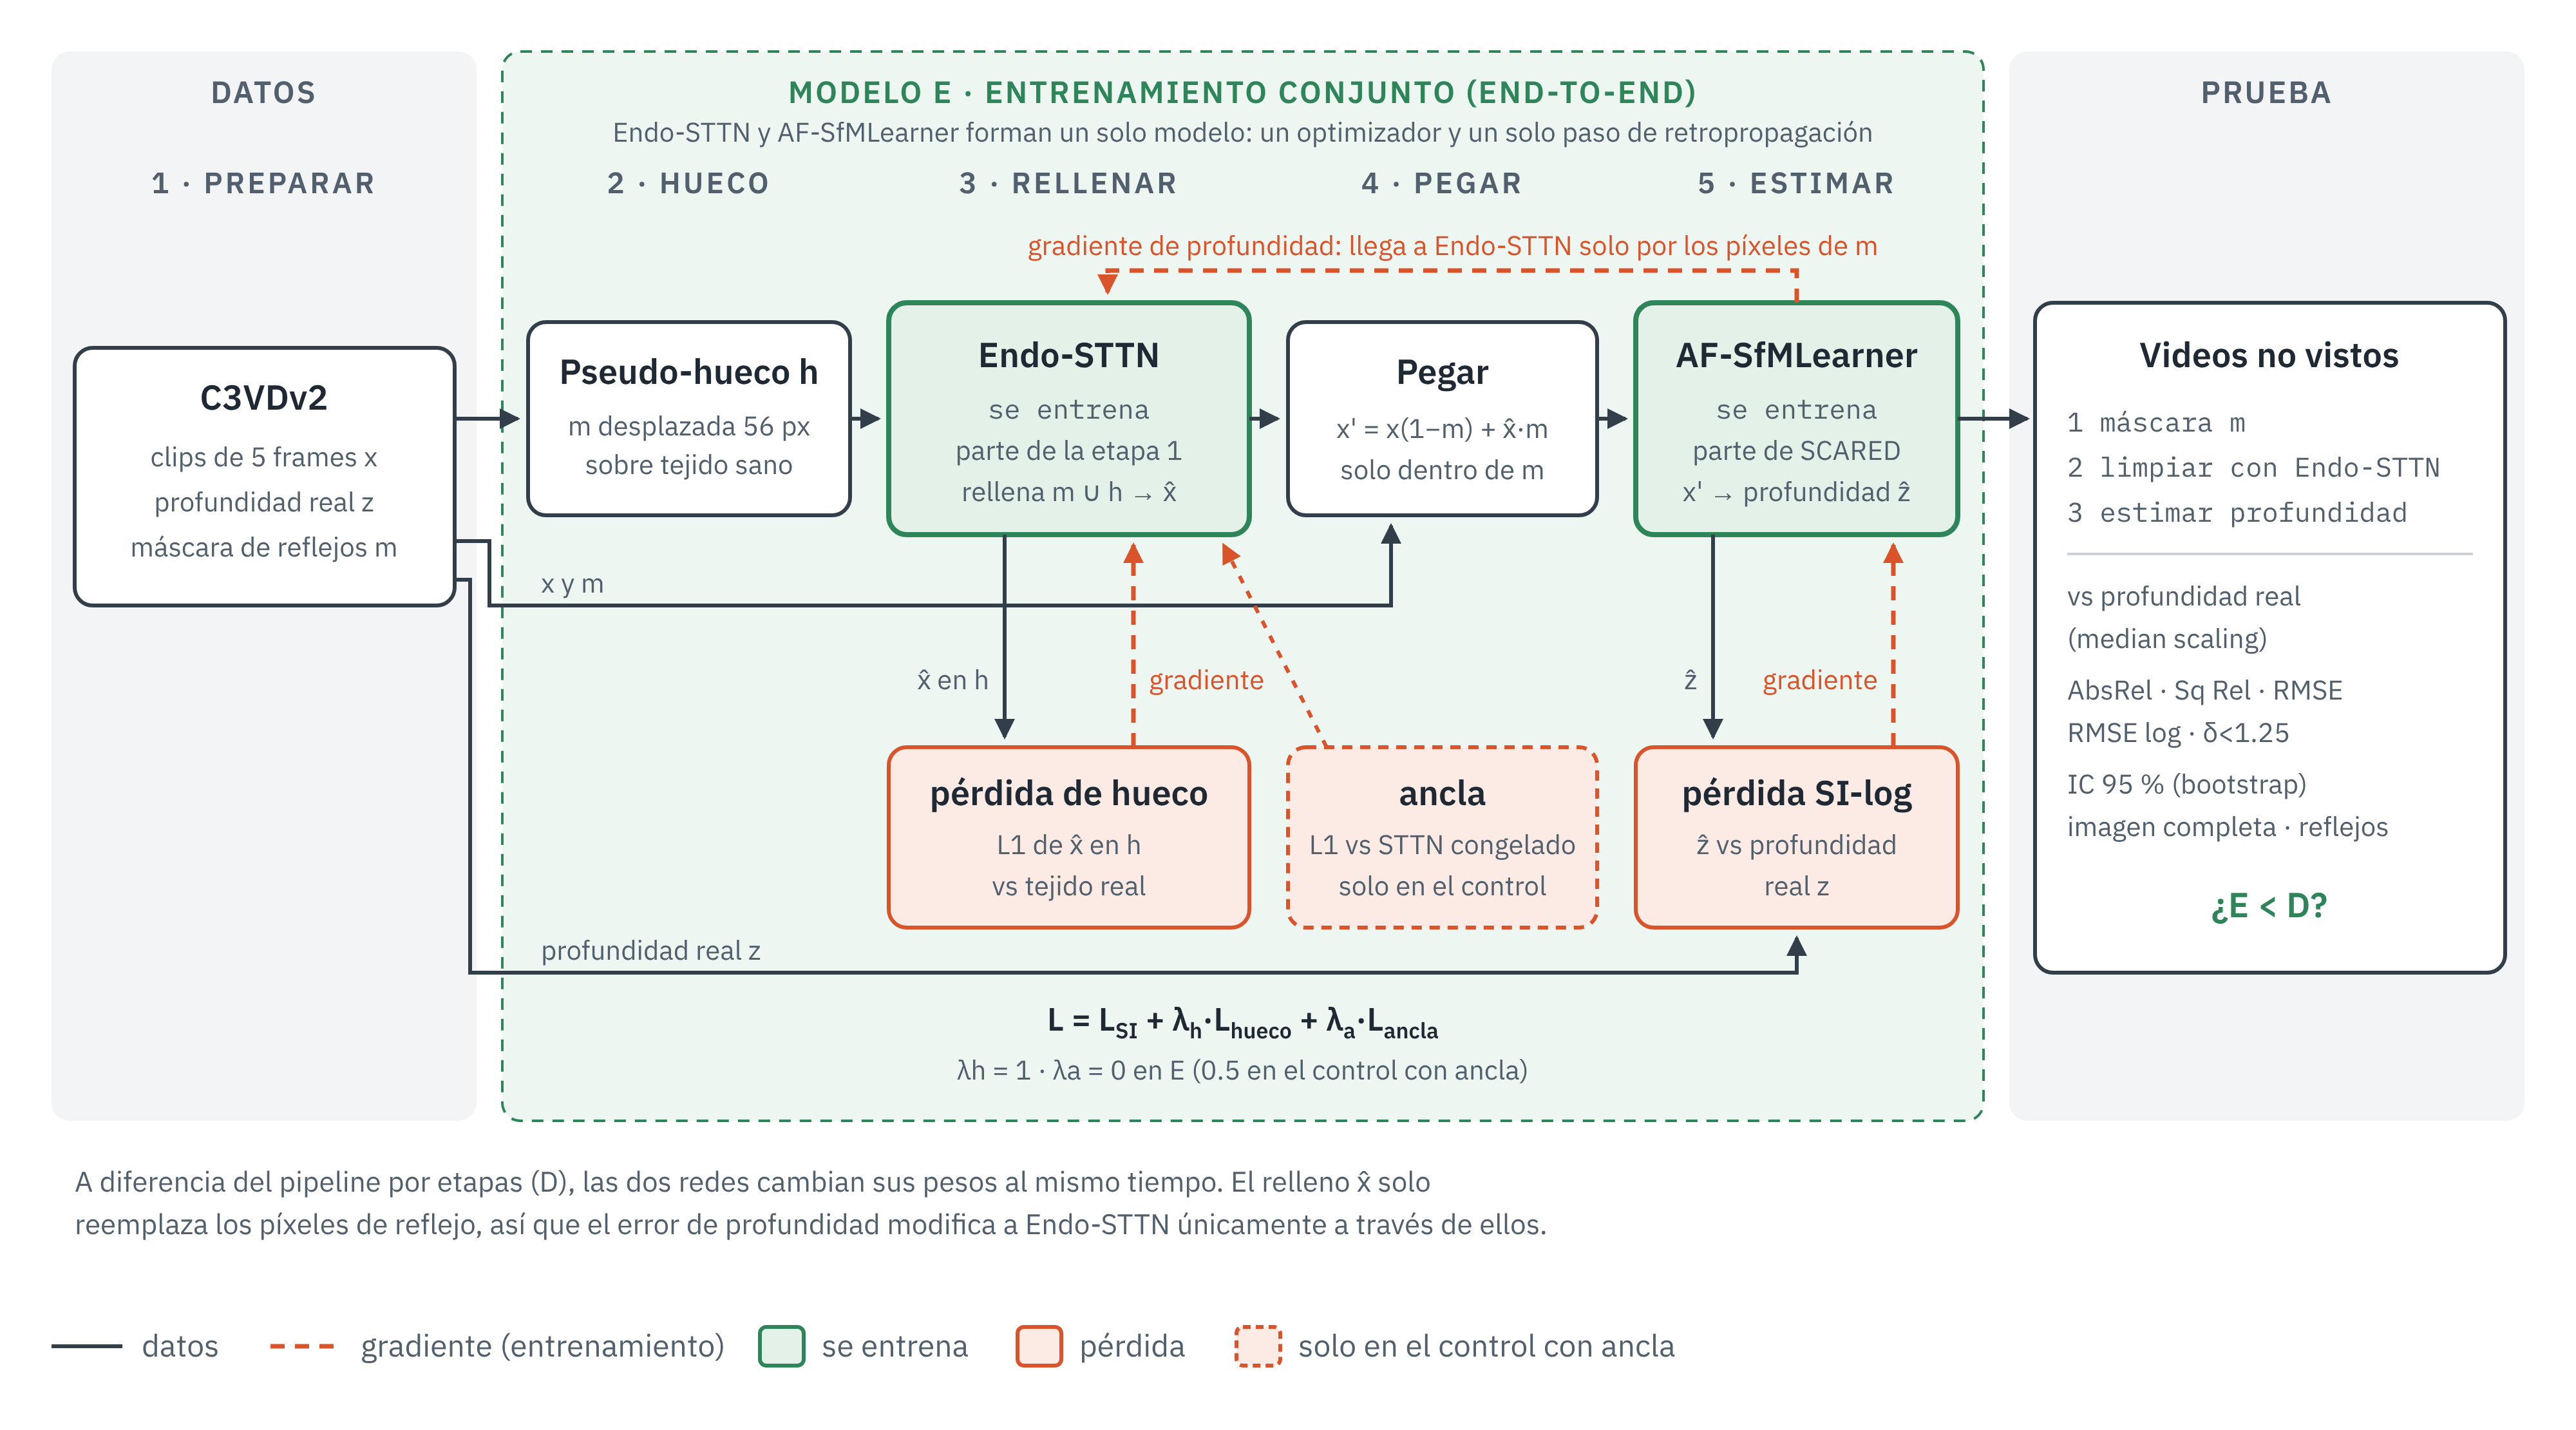 DATOS
1 · PREPARAR
C3VDv2
clips de 5 frames x
profundidad real z
máscara de reflejos m
MODELO E · ENTRENAMIENTO CONJUNTO (END-TO-END)
Endo-STTN y AF-SfMLearner forman un solo modelo: un optimizador y un solo paso de retropropagación
2 · HUECO
3 · RELLENAR
4 · PEGAR
5 · ESTIMAR
gradiente de profundidad: llega a Endo-STTN solo por los píxeles de m
Pseudo-hueco h
m desplazada 56 px
sobre tejido sano
Endo-STTN
se entrena
parte de la etapa 1
rellena m ∪ h → x̂
Pegar
x' = x(1−m) + x̂·m
solo dentro de m
AF-SfMLearner
se entrena
parte de SCARED
x' → profundidad ẑ
x y m
x̂ en h
gradiente
ẑ
gradiente
pérdida de hueco
L1 de x̂ en h
vs tejido real
ancla
L1 vs STTN congelado
solo en el control
pérdida SI-log
ẑ vs profundidad
real z
profundidad real z
L = L_SI + λ_h·L_hueco + λ_a·L_ancla
λh = 1 · λa = 0 en E (0.5 en el control con ancla)
PRUEBA
Videos no vistos
1 máscara m
2 limpiar con Endo-STTN
3 estimar profundidad
vs profundidad real
(median scaling)
AbsRel · Sq Rel · RMSE
RMSE log · δ<1.25
IC 95 % (bootstrap)
imagen completa · reflejos
¿E < D?
A diferencia del pipeline por etapas (D), las dos redes cambian sus pesos al mismo tiempo. El relleno x̂ solo
reemplaza los píxeles de reflejo, así que el error de profundidad modifica a Endo-STTN únicamente a través de ellos.
datos
gradiente (entrenamiento)
se entrena
pérdida
solo en el control con ancla